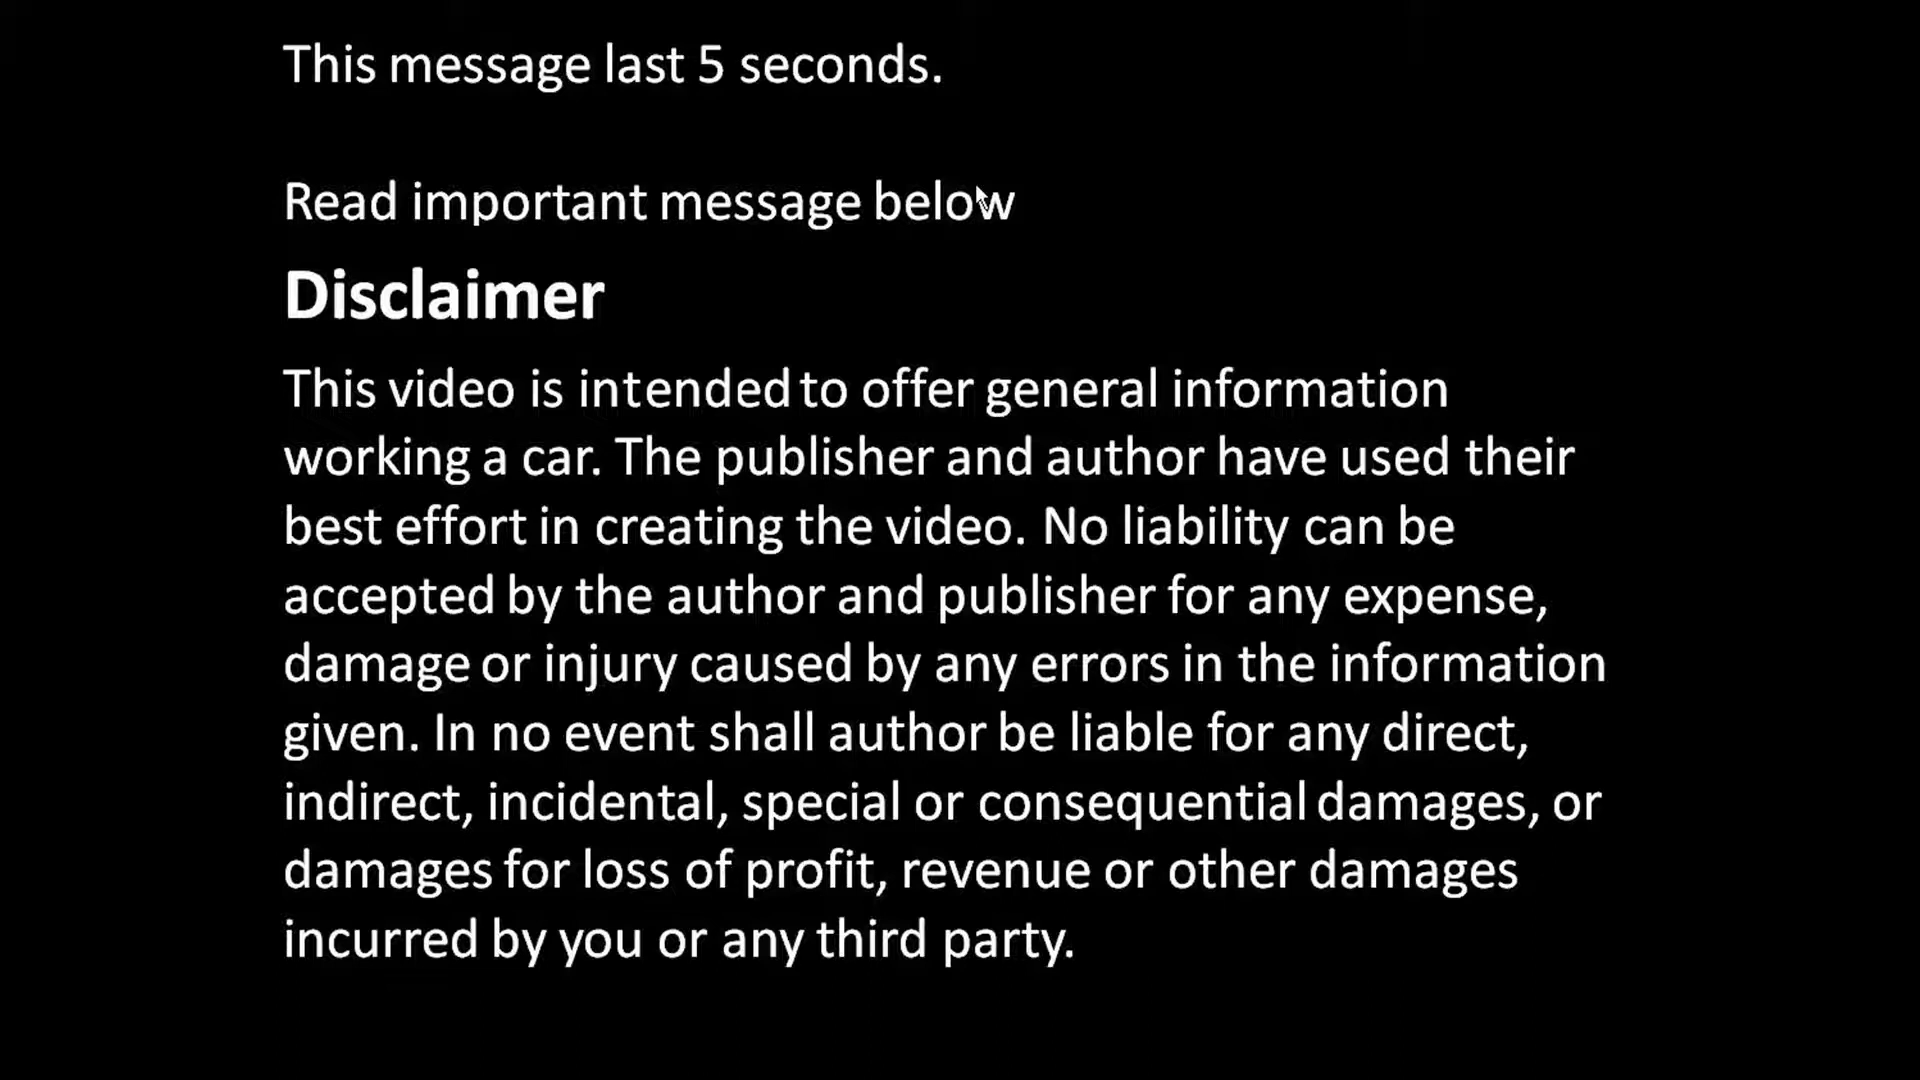 This message last 5 seconds.
Read important message below
Disclaimer
This video is intended to offer general information
working a car. The publisher and author have used their
best effort in creating the video. No liability can be
accepted by the author and publisher for any expense,
damage or injury caused by any errors in the information
given. In no event shall author be liable for any direct,
indirect, incidental, special or consequential damages, or
damages for loss of profit, revenue or other damages
incurred by you or any third party.